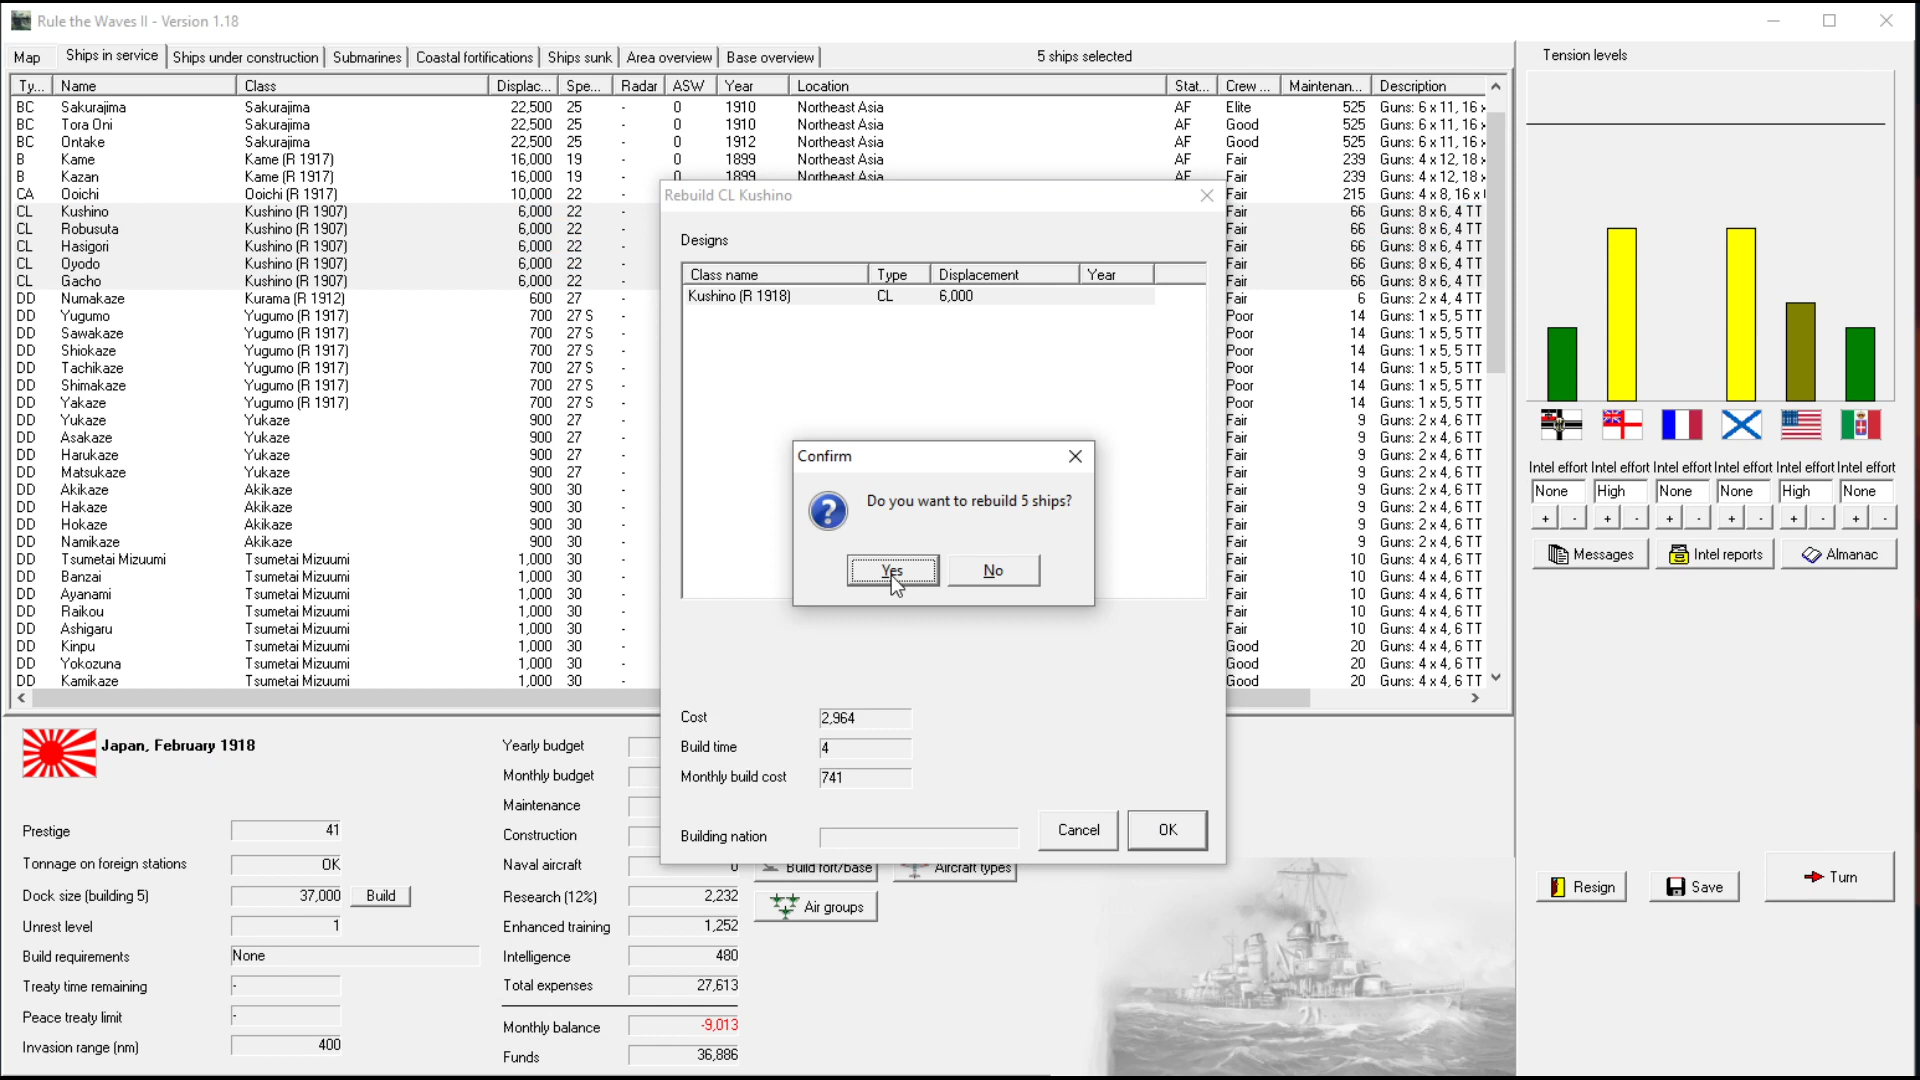 Rule the Waves II - Version 1.18
Map Ships in service Ships under construction Submarines Coastal fortifications Ships sunk Area overview Base overview 5 ships selected Tension levels
Ty... Name Class Displac... Spe... Radar ASW Year Location Stat... Crew ... Maintenan... Description
BC Sakurajima Sakurajima 22,500 25 - 0 1910 Northeast Asia AF Elite 525 Guns: 6 x 11, 16 x
BC Tora Oni Sakurajima 22,500 25 - 0 1910 Northeast Asia AF Good 525 Guns: 6 x 11, 16 x
BC Ontake Sakurajima 22,500 25 - 0 1912 Northeast Asia AF Good 525 Guns: 6 x 11, 16 x
B Kame Kame (R 1917) 16,000 19 - 0 1899 Northeast Asia AF Fair 239 Guns: 4 x 12, 18 x
B Kazan Kame (R 1917) 16,000 19 - 0 1899 Northeast Asia AF Fair 239 Guns: 4 x 12, 18 x
CA Ooichi Ooichi (R 1917) 10,000 22 - Fair 215 Guns: 4 x 8, 16 x
CL Kushino Kushino (R 1907) 6,000 22 - Fair 66 Guns: 8 x 6, 4 TT
CL Robusuta Kushino (R 1907) 6,000 22 - Fair 66 Guns: 8 x 6, 4 TT
CL Hasigori Kushino (R 1907) 6,000 22 - Fair 66 Guns: 8 x 6, 4 TT
CL Oyodo Kushino (R 1907) 6,000 22 - Fair 66 Guns: 8 x 6, 4 TT
CL Gacho Kushino (R 1907) 6,000 22 - Fair 66 Guns: 8 x 6, 4 TT
DD Numakaze Kurama (R 1912) 600 27 - Fair 6 Guns: 2 x 4, 4 TT
DD Yugumo Yugumo (R 1917) 700 27 S - Poor 14 Guns: 1 x 5, 5 TT
DD Sawakaze Yugumo (R 1917) 700 27 S - Poor 14 Guns: 1 x 5, 5 TT
DD Shiokaze Yugumo (R 1917) 700 27 S - Poor 14 Guns: 1 x 5, 5 TT
DD Tachikaze Yugumo (R 1917) 700 27 S - Poor 14 Guns: 1 x 5, 5 TT
DD Shimakaze Yugumo (R 1917) 700 27 S - Poor 14 Guns: 1 x 5, 5 TT
DD Yakaze Yugumo (R 1917) 700 27 S - Poor 14 Guns: 1 x 5, 5 TT
DD Yukaze Yukaze 900 27 - Fair 9 Guns: 2 x 4, 6 TT
DD Asakaze Yukaze 900 27 - Fair 9 Guns: 2 x 4, 6 TT
DD Harukaze Yukaze 900 27 - Fair 9 Guns: 2 x 4, 6 TT
DD Matsukaze Yukaze 900 27 - Fair 9 Guns: 2 x 4, 6 TT
DD Akikaze Akikaze 900 30 - Fair 9 Guns: 2 x 4, 6 TT
DD Hakaze Akikaze 900 30 - Fair 9 Guns: 2 x 4, 6 TT
DD Hokaze Akikaze 900 30 - Fair 9 Guns: 2 x 4, 6 TT
DD Namikaze Akikaze 900 30 - Fair 9 Guns: 2 x 4, 6 TT
DD Tsumetai Mizuumi Tsumetai Mizuumi 1,000 30 - Fair 10 Guns: 4 x 4, 6 TT
DD Banzai Tsumetai Mizuumi 1,000 30 - Fair 10 Guns: 4 x 4, 6 TT
DD Ayanami Tsumetai Mizuumi 1,000 30 - Fair 10 Guns: 4 x 4, 6 TT
DD Raikou Tsumetai Mizuumi 1,000 30 - Fair 10 Guns: 4 x 4, 6 TT
DD Ashigaru Tsumetai Mizuumi 1,000 30 - Fair 10 Guns: 4 x 4, 6 TT
DD Kinpu Tsumetai Mizuumi 1,000 30 - Good 20 Guns: 4 x 4, 6 TT
DD Yokozuna Tsumetai Mizuumi 1,000 30 - Good 20 Guns: 4 x 4, 6 TT
DD Kamikaze Tsumetai Mizuumi 1,000 30 - Good 20 Guns: 4 x 4, 6 TT
Rebuild CL Kushino
Designs
Class name Type Displacement Year
Kushino (R 1918) CL 6,000
Confirm
Do you want to rebuild 5 ships?
Yes No
Cost 2,964
Build time 4
Monthly build cost 741
Building nation
Cancel OK
Intel effort Intel effort Intel effort Intel effort Intel effort Intel effort
None High None None High None
+ - + - + - + - + - + -
Messages Intel reports Almanac
Japan, February 1918
Prestige 41
Tonnage on foreign stations OK
Dock size (building 5) 37,000 Build
Unrest level 1
Build requirements None
Treaty time remaining -
Peace treaty limit -
Invasion range (nm) 400
Yearly budget
Monthly budget
Maintenance
Construction
Naval aircraft 0
Research (12%) 2,232
Enhanced training 1,252
Intelligence 480
Total expenses 27,613
Monthly balance -9,013
Funds 36,886
Build fort/base Aircraft types
Air groups
Resign Save Turn